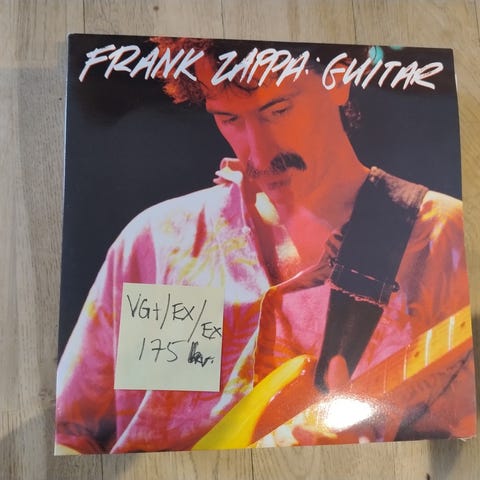 FRANK ZAPPA: GUITAR
VG+/EX/EX
175 kr.